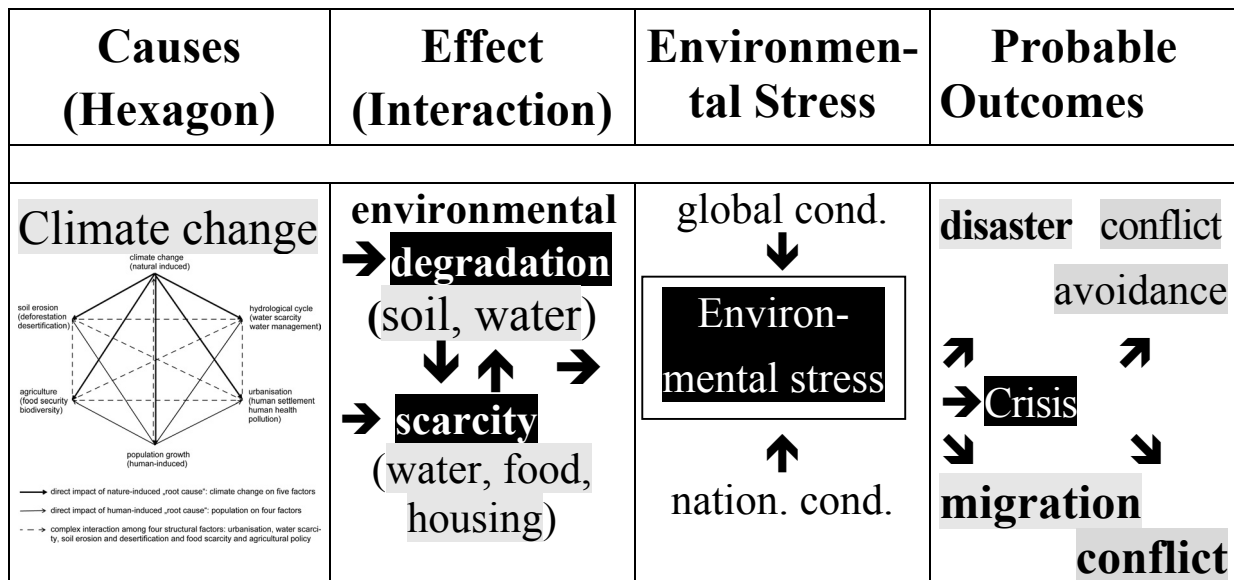 Causes
(Hexagon)
Effect
(Interaction)
Environmen-
tal Stress
Probable
Outcomes
Climate change
climate change
(natural induced)
soil erosion
(deforestation
desertification)
hydrological cycle
(water scarcity
water management)
agriculture
(food security
biodiversity)
urbanisation
(human settlement
human health
pollution)
population growth
(human-induced)
direct impact of nature-induced „root cause“: climate change on five factors
direct impact of human-induced „root cause“: population on four factors
complex interaction among four structural factors: urbanisation, water scarci-
ty, soil erosion and desertification and food scarcity and agricultural policy
environmental
degradation
(soil, water)
scarcity
(water, food,
housing)
global cond.
Environ-
mental stress
nation. cond.
disaster conflict
avoidance
Crisis
migration
conflict